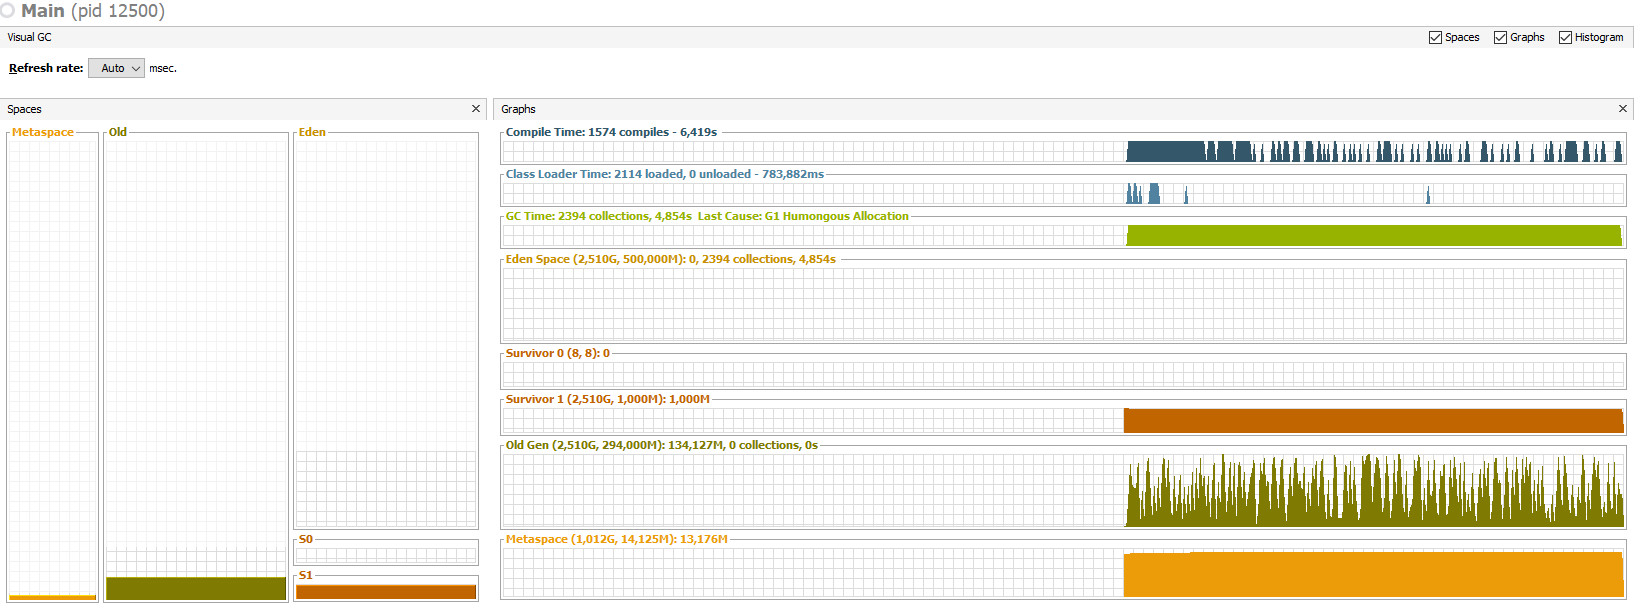 Main (pid 12500)
Visual GC
Spaces Graphs Histogram
Refresh rate: Auto msec.
Spaces
Metaspace Old Eden
S0
S1
Graphs
Compile Time: 1574 compiles - 6,419s
Class Loader Time: 2114 loaded, 0 unloaded - 783,882ms
GC Time: 2394 collections, 4,854s Last Cause: G1 Humongous Allocation
Eden Space (2,510G, 500,000M): 0, 2394 collections, 4,854s
Survivor 0 (8, 8): 0
Survivor 1 (2,510G, 1,000M): 1,000M
Old Gen (2,510G, 294,000M): 134,127M, 0 collections, 0s
Metaspace (1,012G, 14,125M): 13,176M